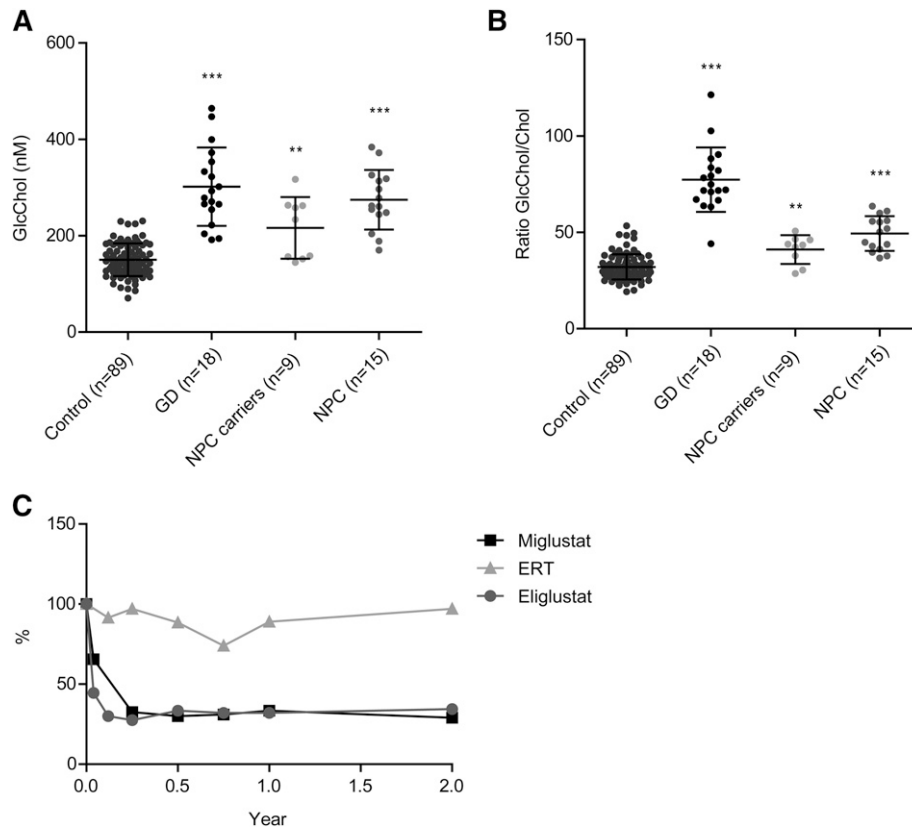 A
GlcChol (nM)
600
400
200
0
***
**
***
Control (n=89)
GD (n=18)
NPC carriers (n=9)
NPC (n=15)
B
Ratio GlcChol/Chol
150
100
50
0
***
**
***
Control (n=89)
GD (n=18)
NPC carriers (n=9)
NPC (n=15)
C
%
150
100
50
0
0.0
0.5
1.0
1.5
2.0
Year
Miglustat
ERT
Eliglustat